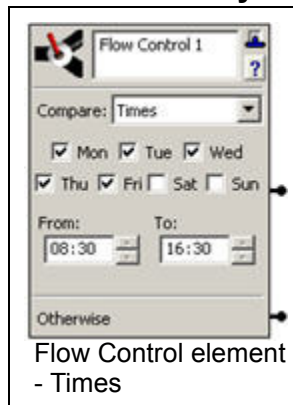 Flow Control 1
?
Compare: Times
Mon Tue Wed
Thu Fri Sat Sun
From: To:
08:30 16:30
Otherwise
Flow Control element
- Times